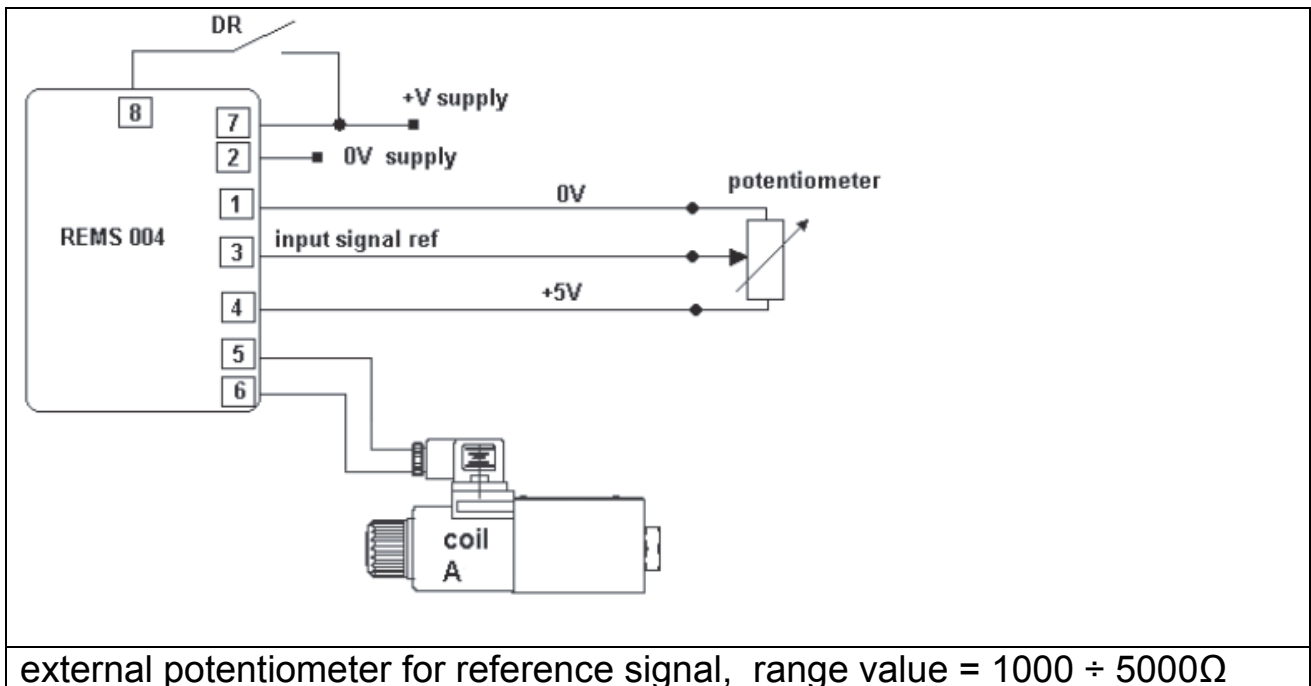 DR
8
7
+V supply
2
0V supply
potentiometer
1
0V
REMS 004
3
input signal ref
4
+5V
5
6
coil
A
external potentiometer for reference signal, range value = 1000 ÷ 5000Ω